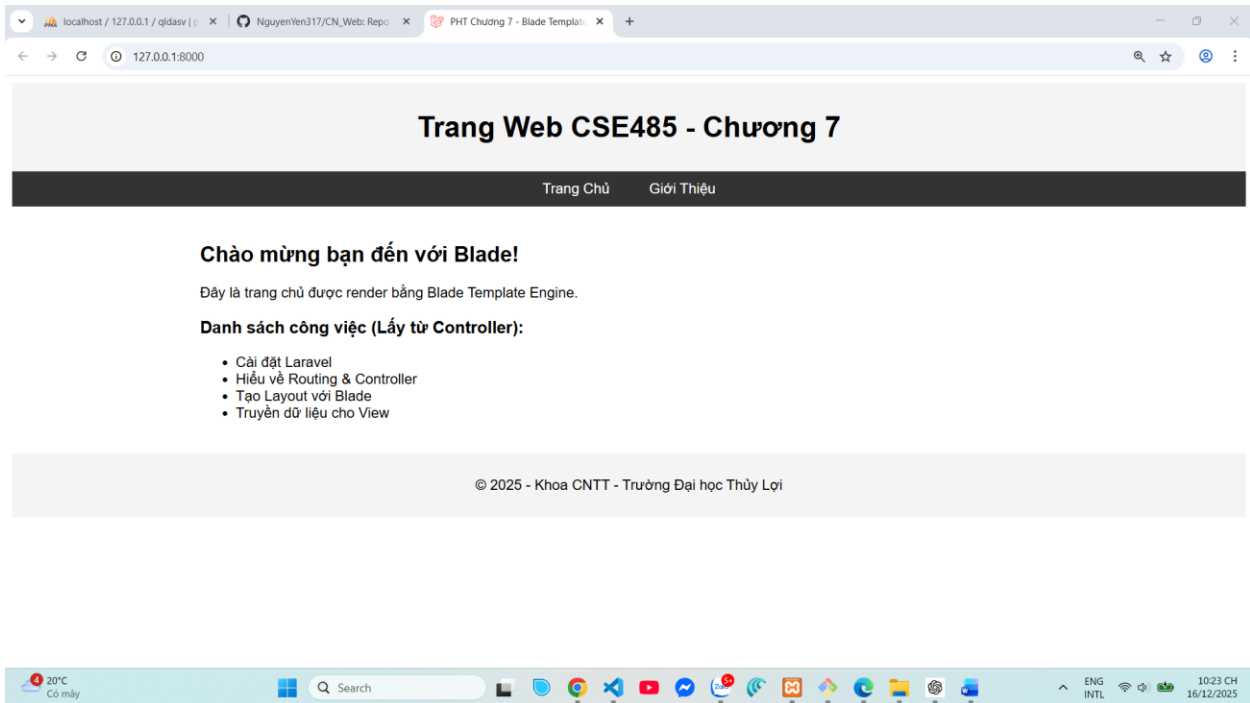 localhost / 127.0.0.1 / qldasv | p
NguyenYen317/CN_Web: Repo
PHT Chương 7 - Blade Template
127.0.0.1:8000
Trang Web CSE485 - Chương 7
Trang Chủ Giới Thiệu
Chào mừng bạn đến với Blade!
Đây là trang chủ được render bằng Blade Template Engine.
Danh sách công việc (Lấy từ Controller):
• Cài đặt Laravel
• Hiểu về Routing & Controller
• Tạo Layout với Blade
• Truyền dữ liệu cho View
© 2025 - Khoa CNTT - Trường Đại học Thủy Lợi
4
20°C
Có mây
Search
Zalo
5+
ENG
INTL
10:23 CH
16/12/2025